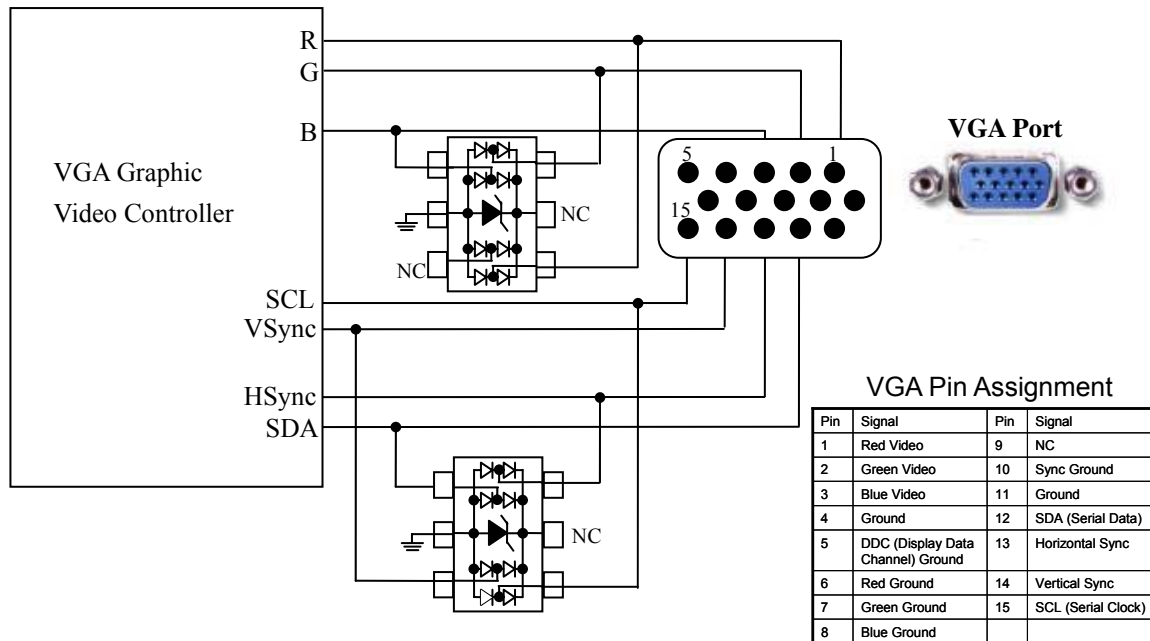 R
G
B
VGA Graphic
Video Controller
NC
NC
SCL
VSync
HSync
SDA
NC
5
1
15
VGA Port
VGA Pin Assignment
Pin Signal Pin Signal
1 Red Video 9 NC
2 Green Video 10 Sync Ground
3 Blue Video 11 Ground
4 Ground 12 SDA (Serial Data)
5 DDC (Display Data Channel) Ground 13 Horizontal Sync
6 Red Ground 14 Vertical Sync
7 Green Ground 15 SCL (Serial Clock)
8 Blue Ground